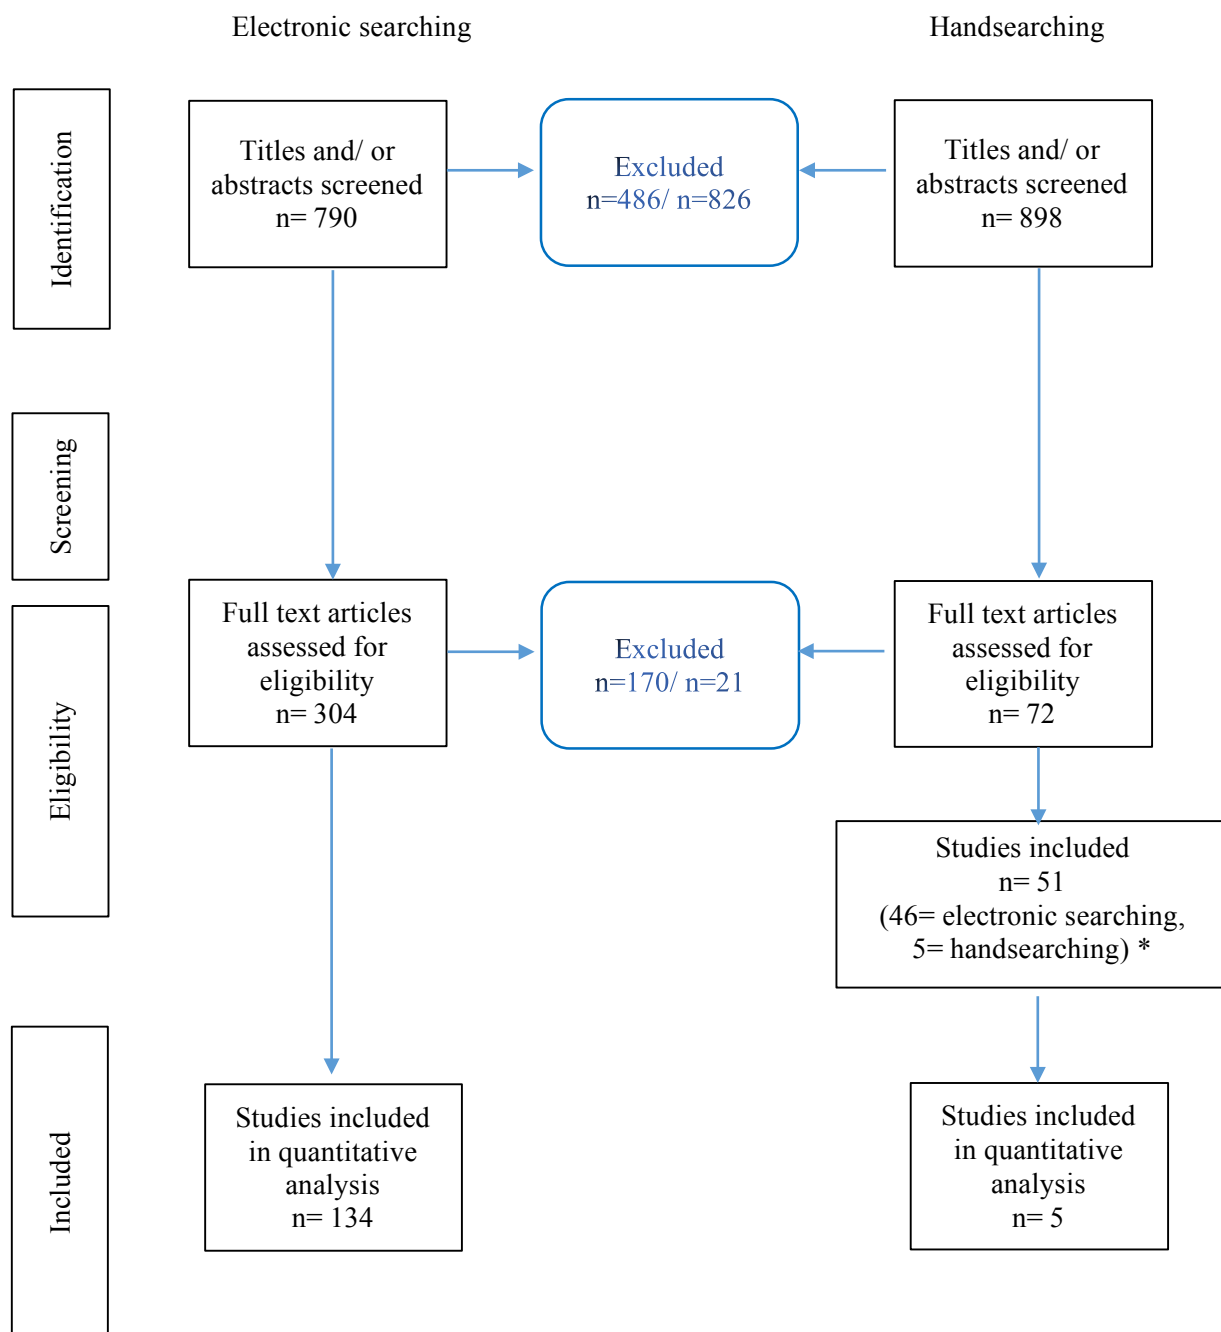 Electronic searching
Handsearching
Identification
Titles and/ or
abstracts screened
n= 790
Excluded
n=486/ n=826
Titles and/ or
abstracts screened
n= 898
Screening
Eligibility
Full text articles
assessed for
eligibility
n= 304
Excluded
n=170/ n=21
Full text articles
assessed for
eligibility
n= 72
Studies included
n= 51
(46= electronic searching,
5= handsearching) *
Included
Studies included
in quantitative
analysis
n= 134
Studies included
in quantitative
analysis
n= 5